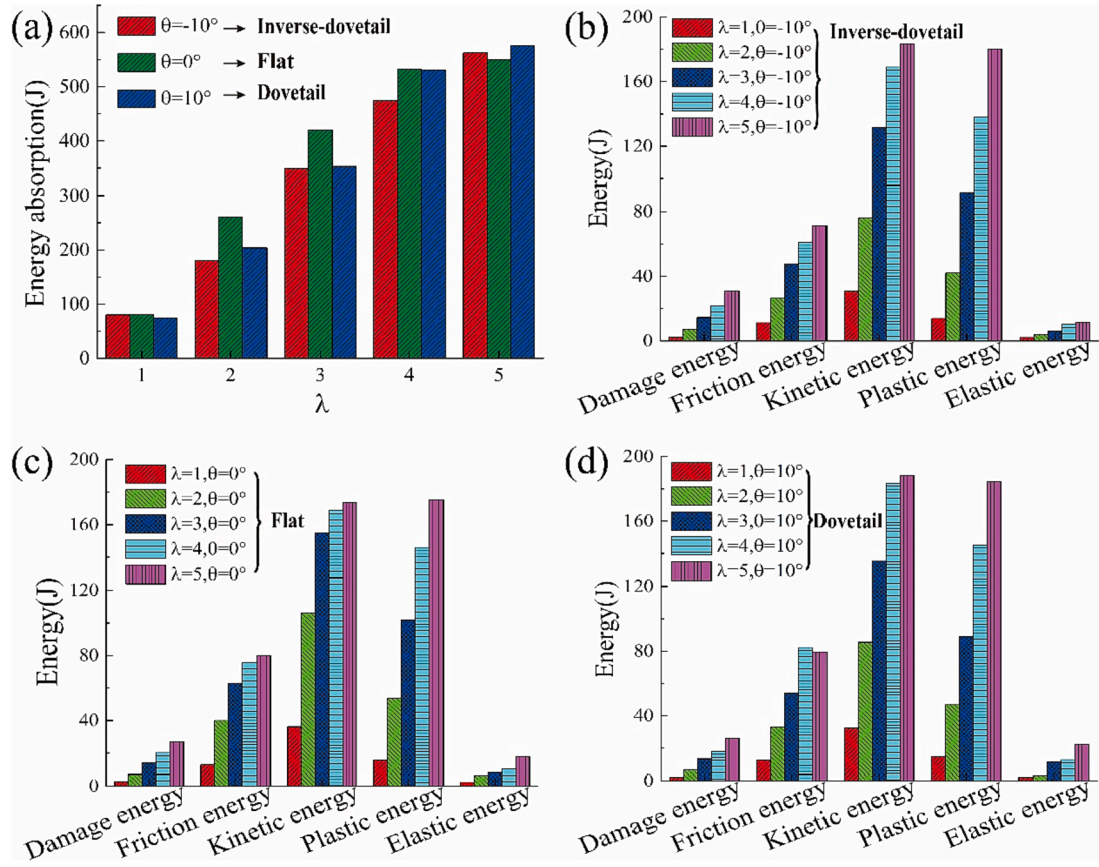 (a)
θ=-10° → Inverse-dovetail
θ=0° → Flat
θ=10° → Dovetail
Energy absorption(J)
600
500
400
300
200
100
0
1 2 3 4 5
λ
(b)
λ=1,θ=-10°
λ=2,θ=-10°
λ=3,θ=-10°
λ=4,θ=-10°
λ=5,θ=-10°
Inverse-dovetail
Energy(J)
200
160
120
80
40
0
Damage energy
Friction energy
Kinetic energy
Plastic energy
Elastic energy
(c)
λ=1,θ=0°
λ=2,θ=0°
λ=3,θ=0°
λ=4,θ=0°
λ=5,θ=0°
Flat
Energy(J)
200
160
120
80
40
0
Damage energy
Friction energy
Kinetic energy
Plastic energy
Elastic energy
(d)
λ=1,θ=10°
λ=2,θ=10°
λ=3,θ=10°
λ=4,θ=10°
λ=5,θ=10°
Dovetail
Energy(J)
200
160
120
80
40
0
Damage energy
Friction energy
Kinetic energy
Plastic energy
Elastic energy